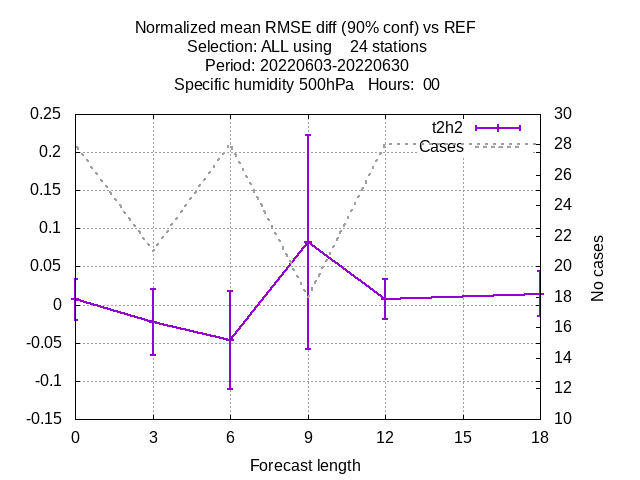 Normalized mean RMSE diff (90% conf) vs REF
Selection: ALL using 24 stations
Period: 20220603-20220630
Specific humidity 500hPa Hours: 00
0.25 30
t2h2
0.2 28
Cases
0.15 26
24
0.1 22
0.05 20
0 18
-0.05 16
14
-0.1 12
-0.15 10
No cases
0 3 6 9 12 15 18
Forecast length